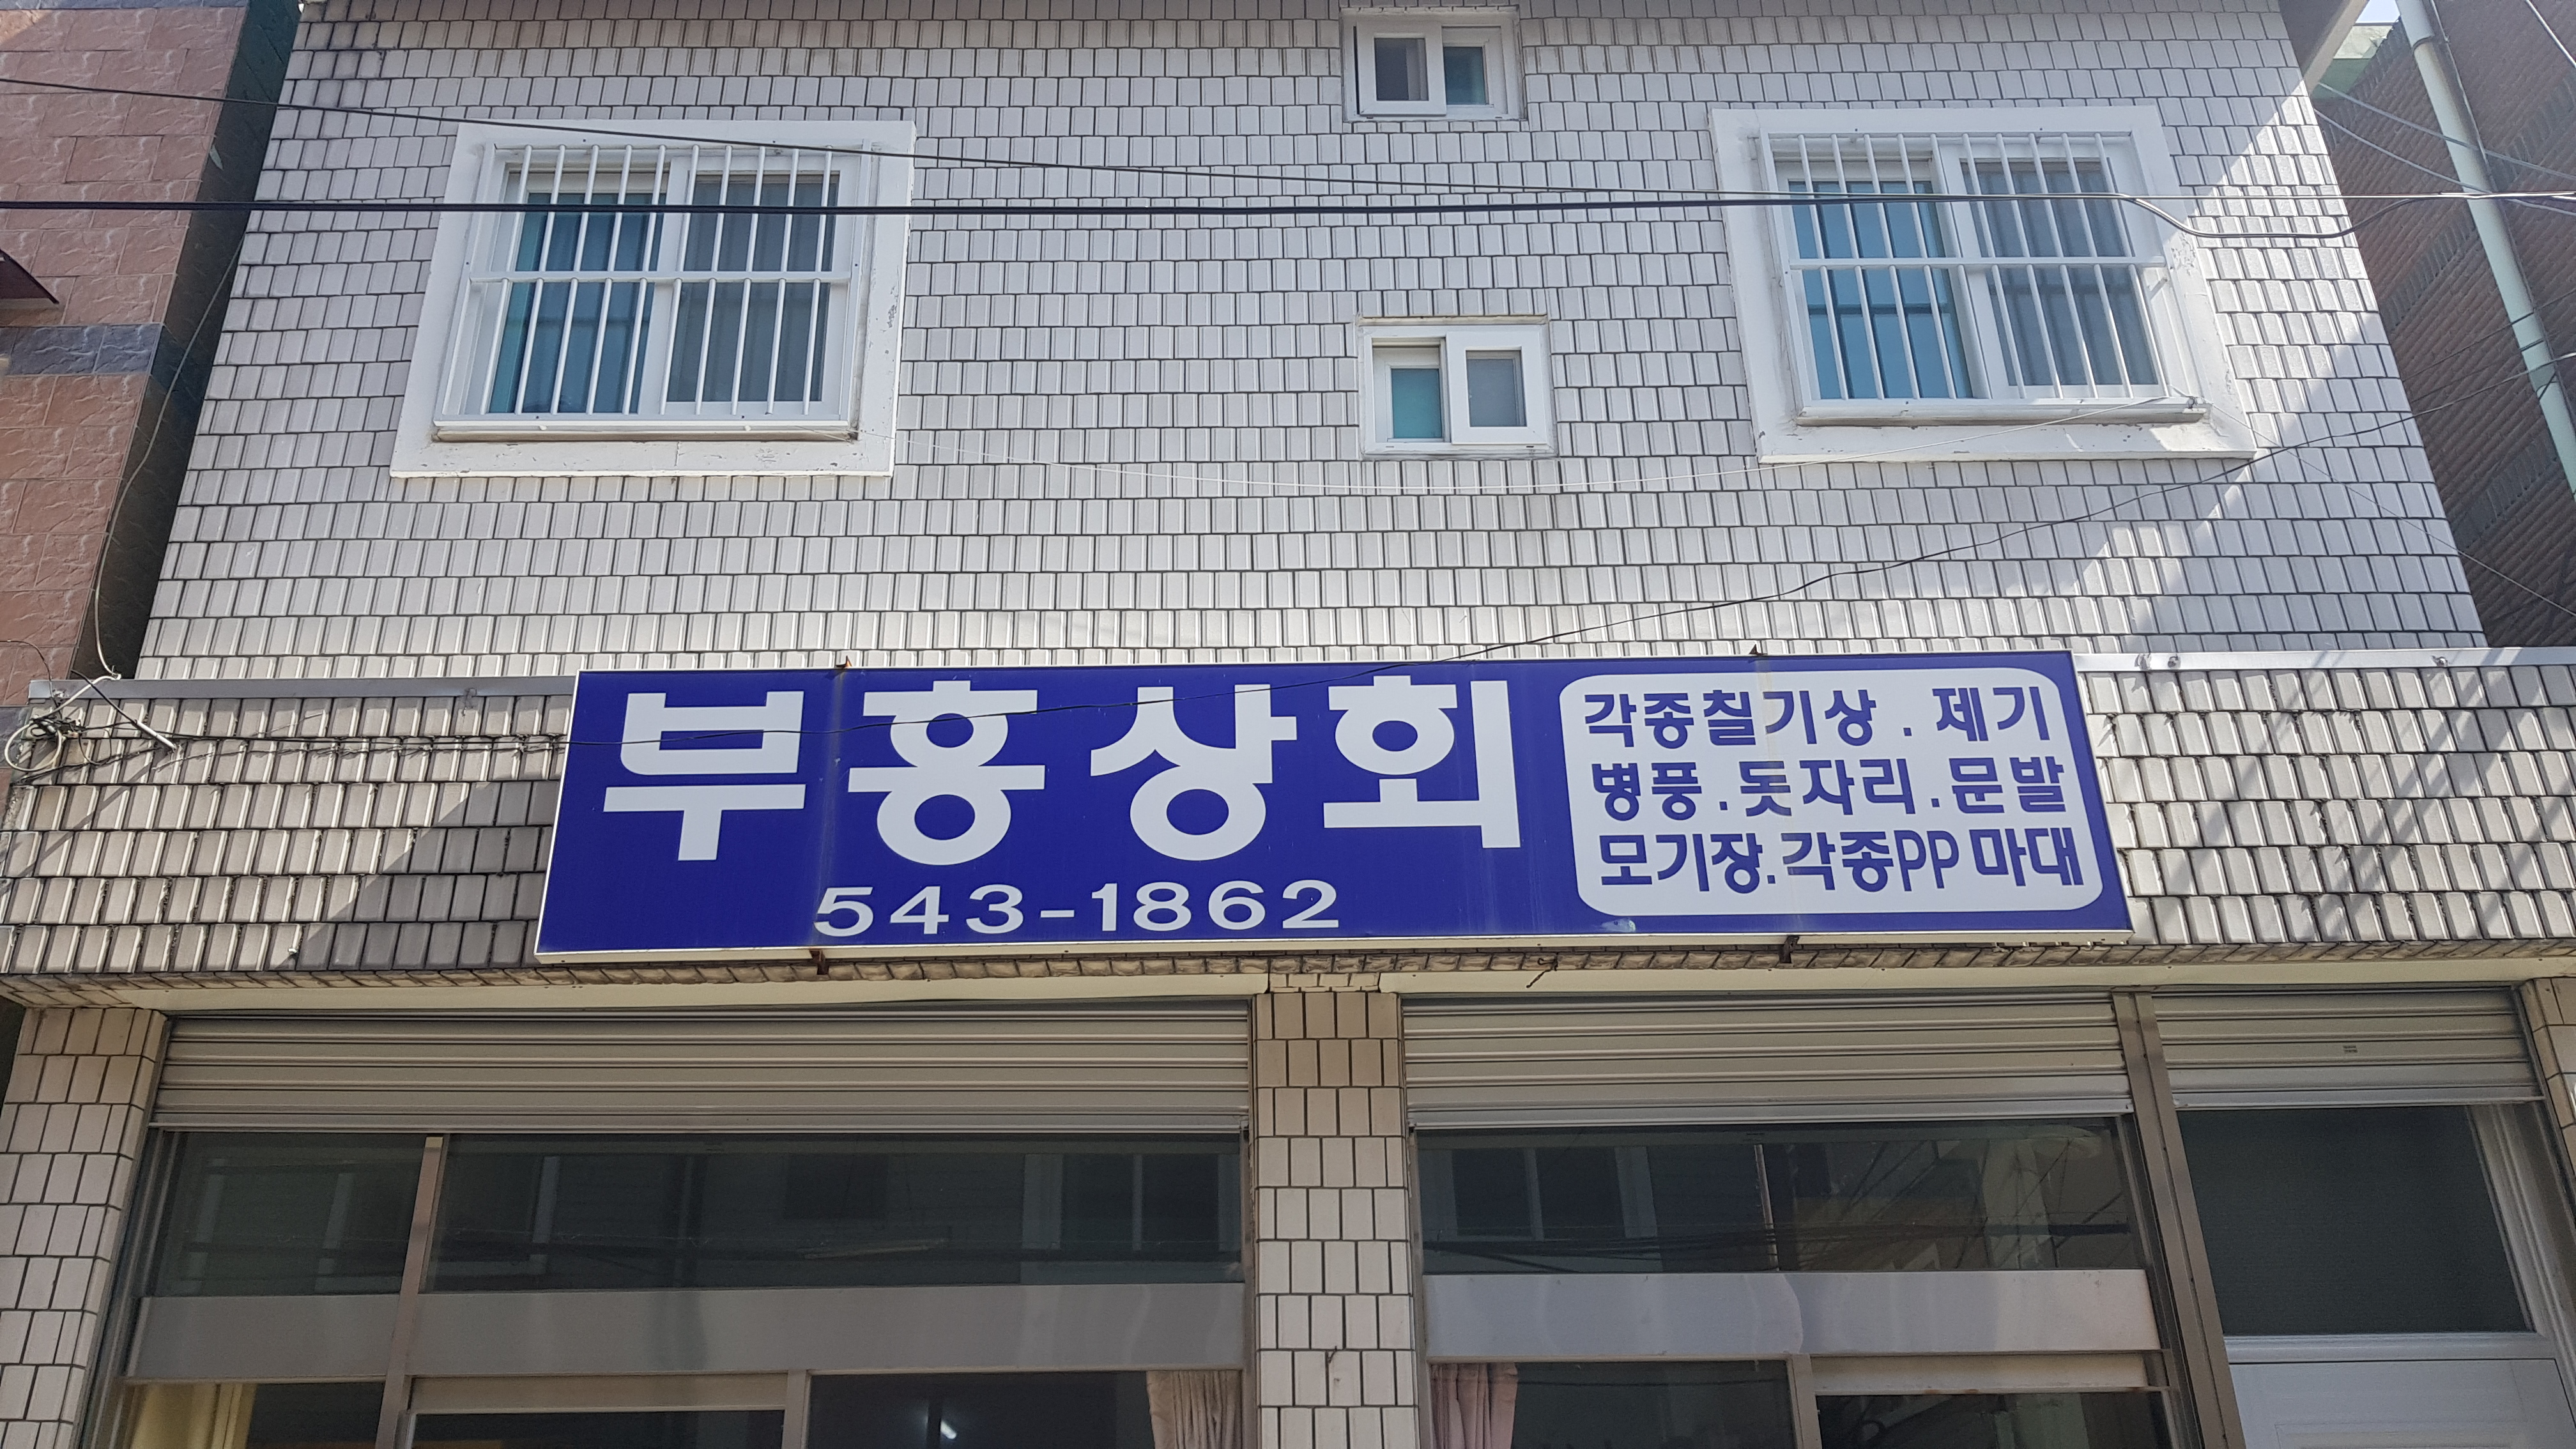 부흥상회
543-1862
각종칠기상 . 제기
병풍 . 돗자리 . 문발
모기장.각종PP 마대